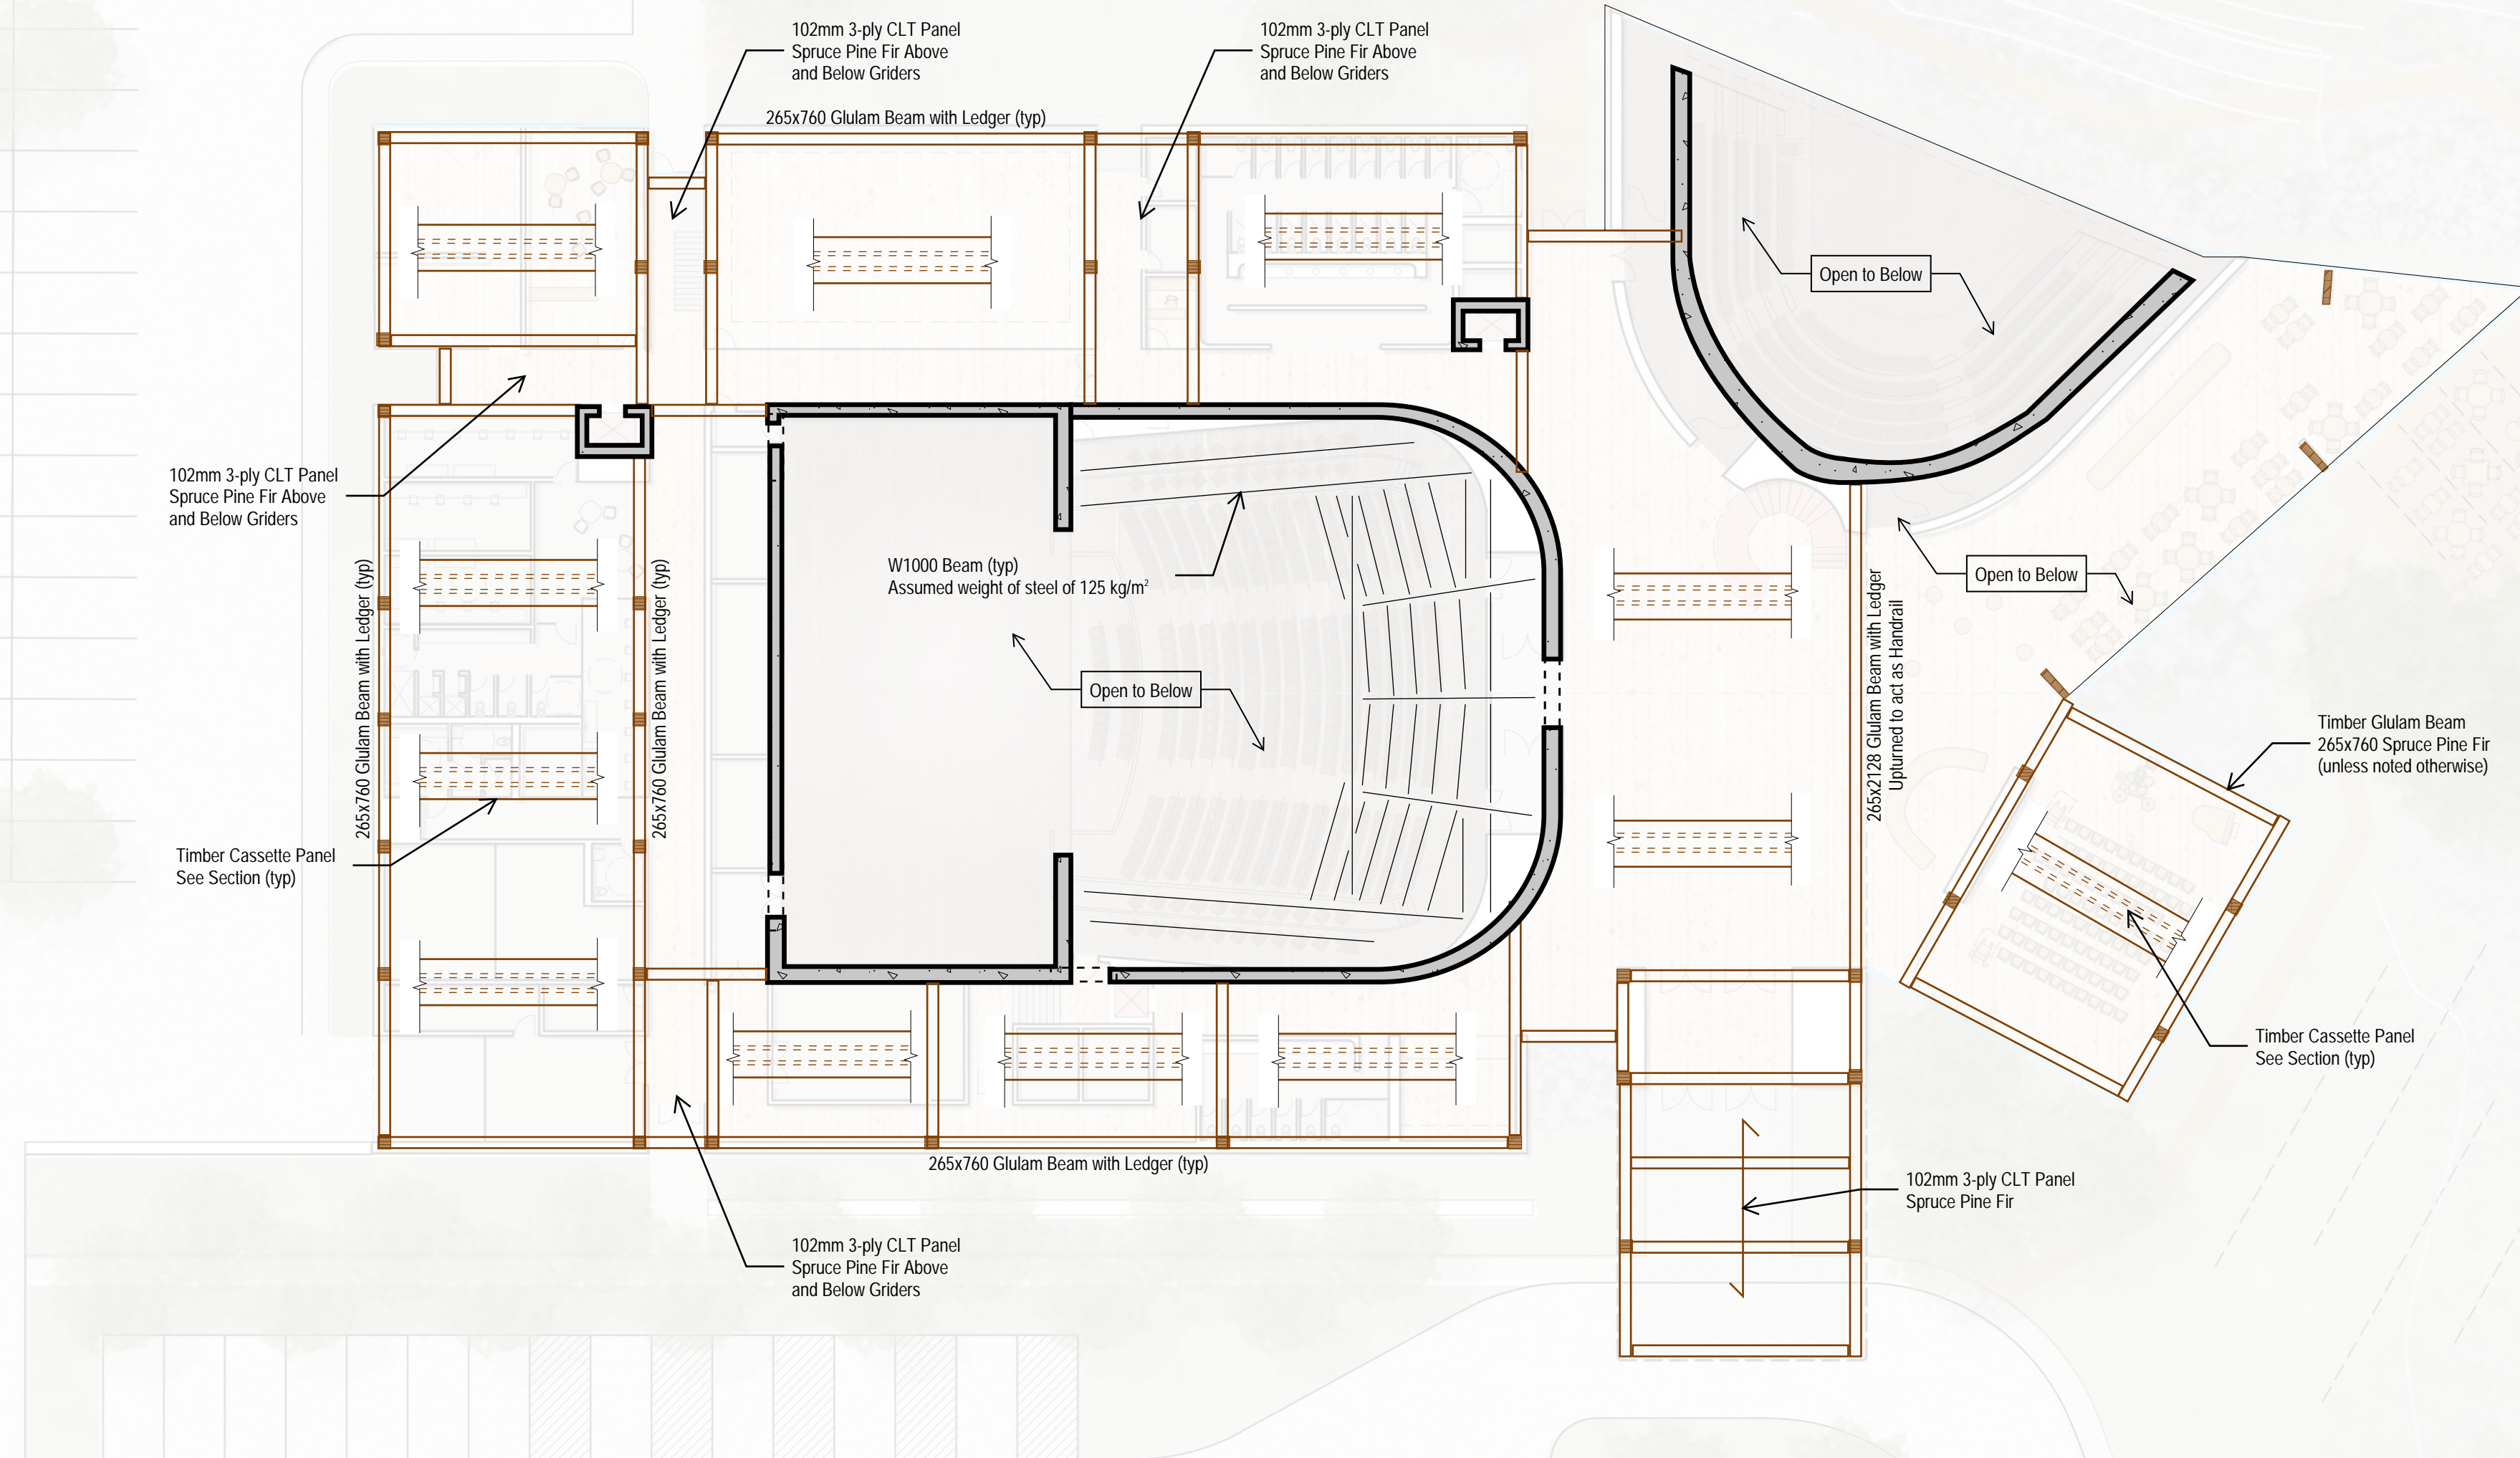 102mm 3-ply CLT Panel
Spruce Pine Fir Above
and Below Griders
102mm 3-ply CLT Panel
Spruce Pine Fir Above
and Below Griders
265x760 Glulam Beam with Ledger (typ)
Open to Below
102mm 3-ply CLT Panel
Spruce Pine Fir Above
and Below Griders
W1000 Beam (typ)
Assumed weight of steel of 125 kg/m²
Open to Below
265x760 Glulam Beam with Ledger (typ)
265x760 Glulam Beam with Ledger (typ)
Open to Below
265x2128 Glulam Beam with Ledger
Upturned to act as Handrail
Timber Glulam Beam
265x760 Spruce Pine Fir
(unless noted otherwise)
Timber Cassette Panel
See Section (typ)
Timber Cassette Panel
See Section (typ)
265x760 Glulam Beam with Ledger (typ)
102mm 3-ply CLT Panel
Spruce Pine Fir
102mm 3-ply CLT Panel
Spruce Pine Fir Above
and Below Griders